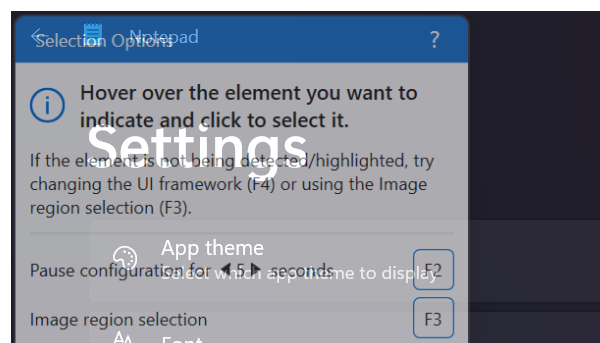 Selection Options
Notepad
?
Hover over the element you want to
indicate and click to select it.
Settings
If the element is not being detected/highlighted, try
changing the UI framework (F4) or using the Image
region selection (F3).
App theme
Pause configuration for 5 seconds
F2
Select which app theme to display
Image region selection
F3
Font